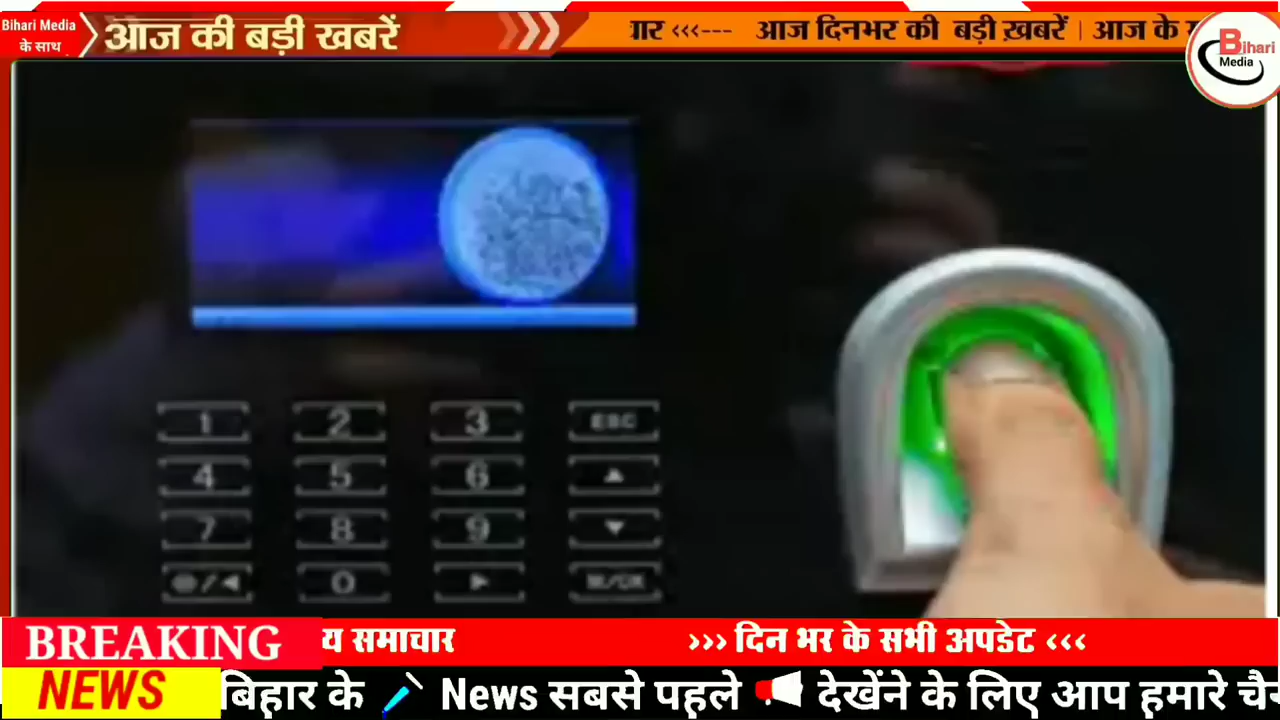 Bihari Media
के साथ
आज की बड़ी खबरें
आज दिनभर की बड़ी ख़बरें | आज के
Bihari
Media
1 2 3 ESC
4 5 6 ▲
7 8 9 ▼
0 ► M/OK
BREAKING
समाचार >>> दिन भर के सभी अपडेट <<<
NEWS
बिहार के News सबसे पहले देखेंने के लिए आप हमारे